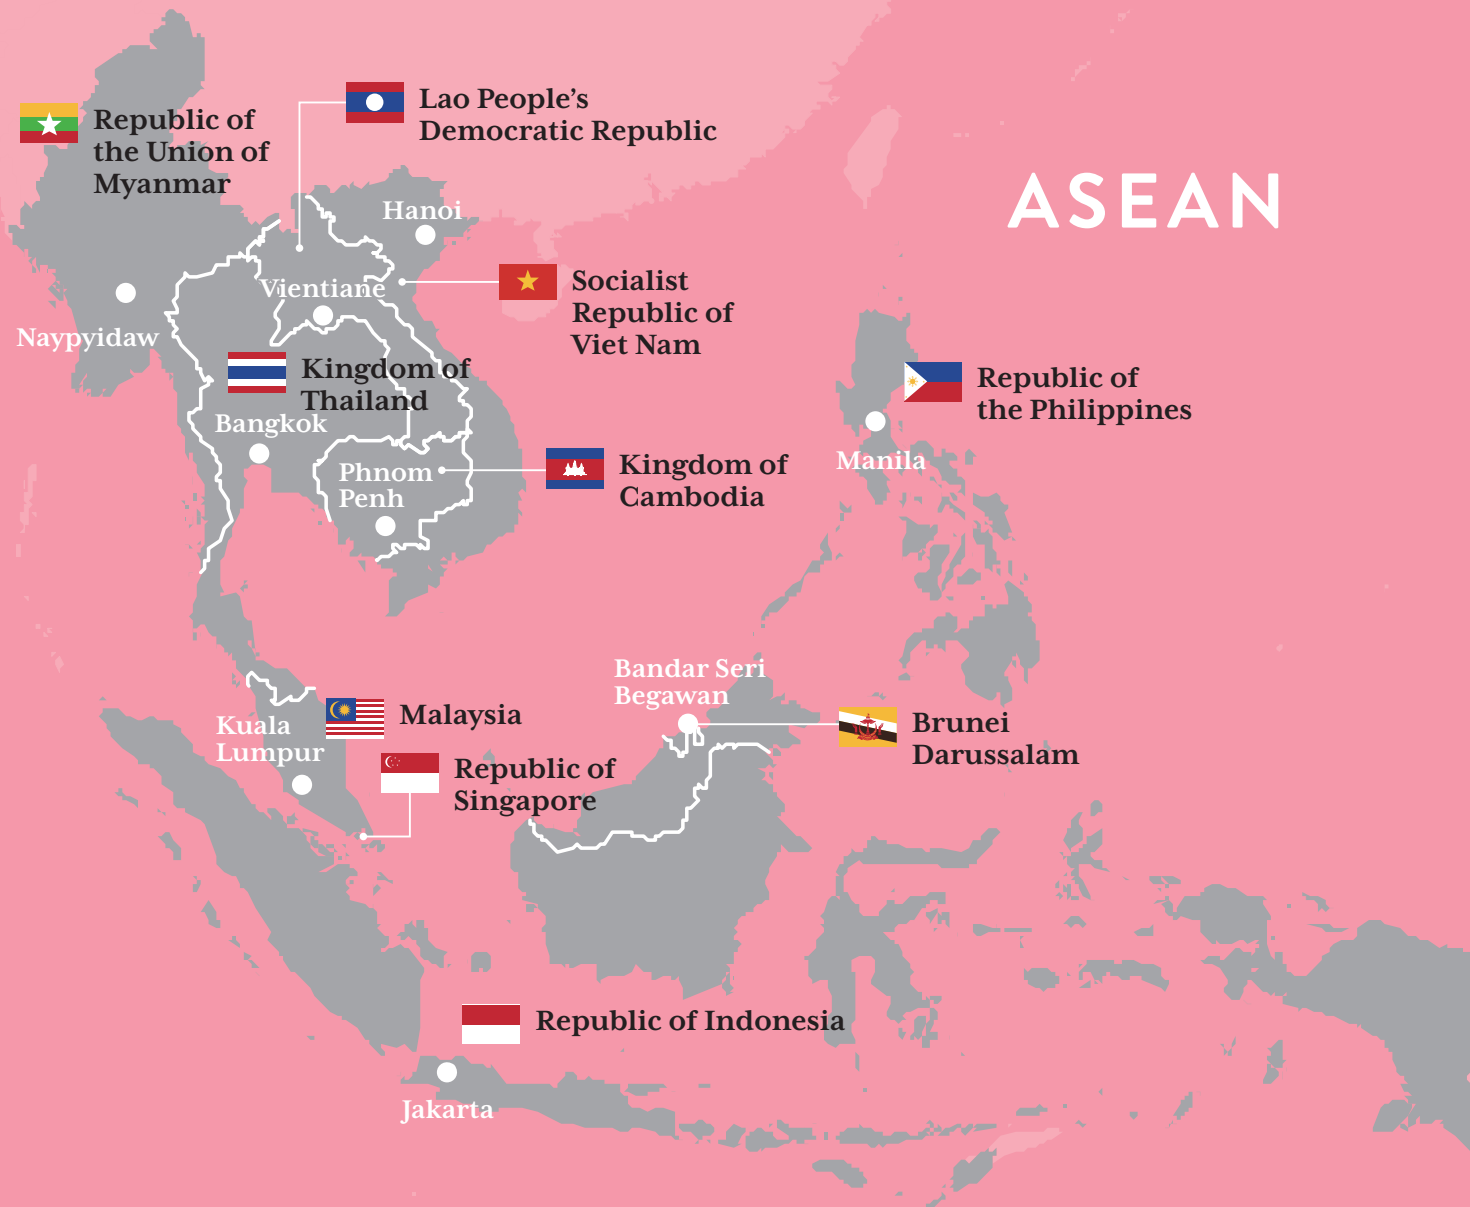 Lao People’s
Democratic Republic
Republic of
the Union of
Myanmar
ASEAN
Hanoi
Socialist
Republic of
Viet Nam
Vientiane
Naypyidaw
Kingdom of
Thailand
Republic of
the Philippines
Bangkok
Manila
Phnom
Penh
Kingdom of
Cambodia
Bandar Seri
Begawan
Malaysia
Kuala
Lumpur
Brunei
Darussalam
Republic of
Singapore
Republic of Indonesia
Jakarta